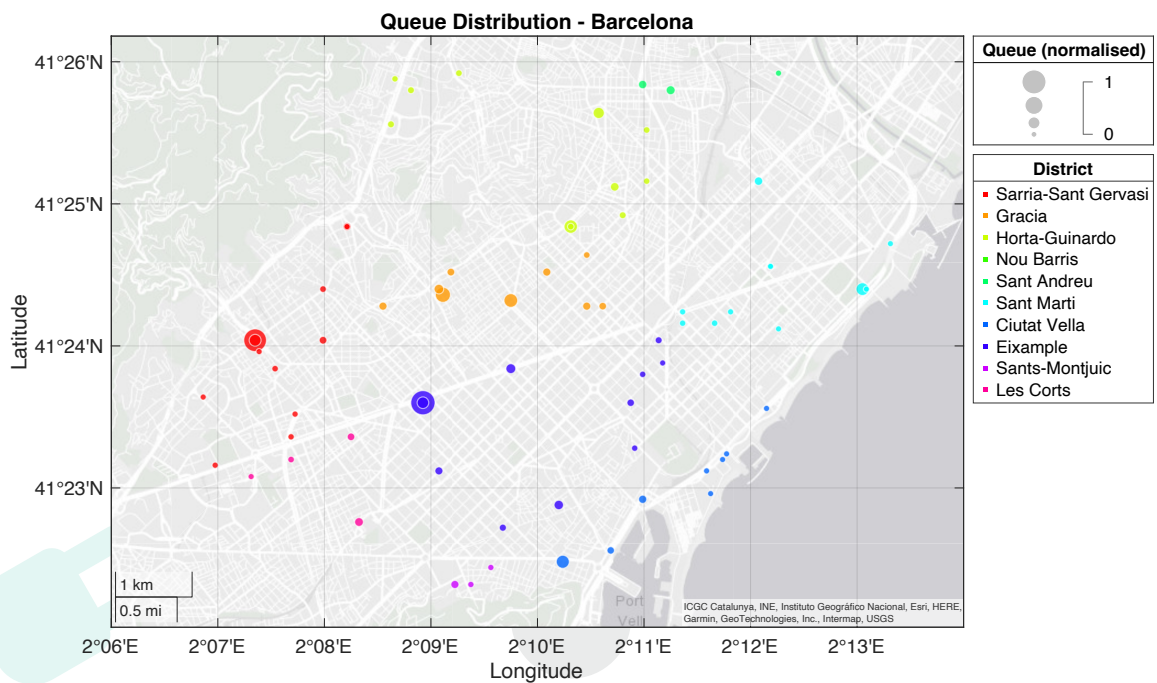 Queue Distribution - Barcelona
41°26'N
41°25'N
41°24'N
41°23'N
Latitude
2°06'E
2°07'E
2°08'E
2°09'E
2°10'E
2°11'E
2°12'E
2°13'E
Longitude
1 km
0.5 mi
Port
Vell
ICGC Catalunya, INE, Instituto Geográfico Nacional, Esri, HERE,
Garmin, GeoTechnologies, Inc., Intermap, USGS
Queue (normalised)
1
0
District
Sarria-Sant Gervasi
Gracia
Horta-Guinardo
Nou Barris
Sant Andreu
Sant Marti
Ciutat Vella
Eixample
Sants-Montjuic
Les Corts